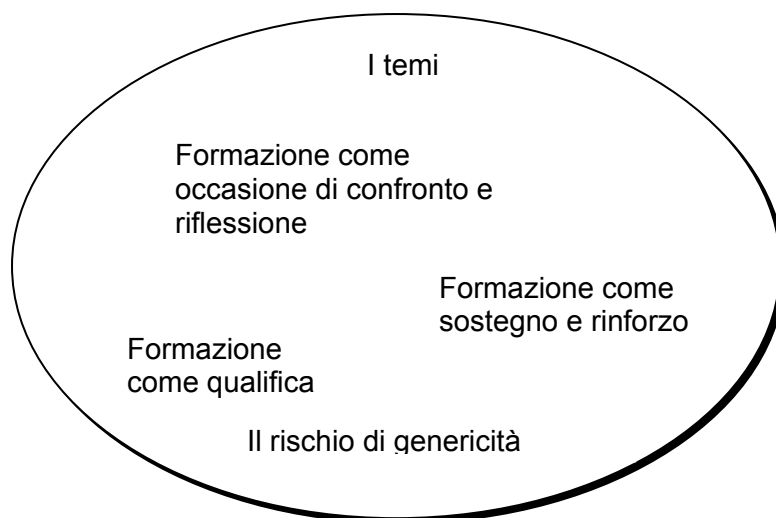 I temi
Formazione come
occasione di confronto e
riflessione
Formazione come
sostegno e rinforzo
Formazione
come qualifica
Il rischio di genericità